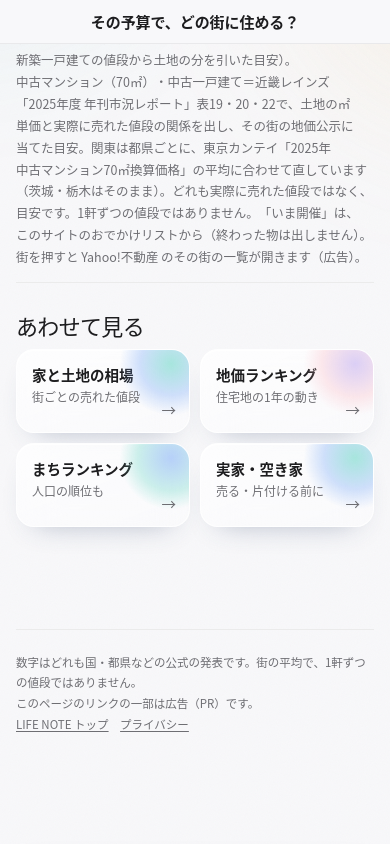 その予算で、どの街に住める？
新築一戸建ての値段から土地の分を引いた目安）。
中古マンション（70㎡）・中古一戸建て＝近畿レインズ
「2025年度 年刊市況レポート」表19・20・22で、土地の㎡
単価と実際に売れた値段の関係を出し、その街の地価公示に
当てた目安。関東は都県ごとに、東京カンテイ「2025年
中古マンション70㎡換算価格」の平均に合わせて直しています
（茨城・栃木はそのまま）。どれも実際に売れた値段ではなく、
目安です。1軒ずつの値段ではありません。「いま開催」は、
このサイトのおでかけリストから（終わった物は出しません）。
街を押すと Yahoo!不動産 のその街の一覧が開きます（広告）。
あわせて見る
家と土地の相場
街ごとの売れた値段
→
地価ランキング
住宅地の1年の動き
→
まちランキング
人口の順位も
→
実家・空き家
売る・片付ける前に
→
数字はどれも国・都県などの公式の発表です。街の平均で、1軒ずつ
の値段ではありません。
このページのリンクの一部は広告（PR）です。
LIFE NOTE トップ プライバシー